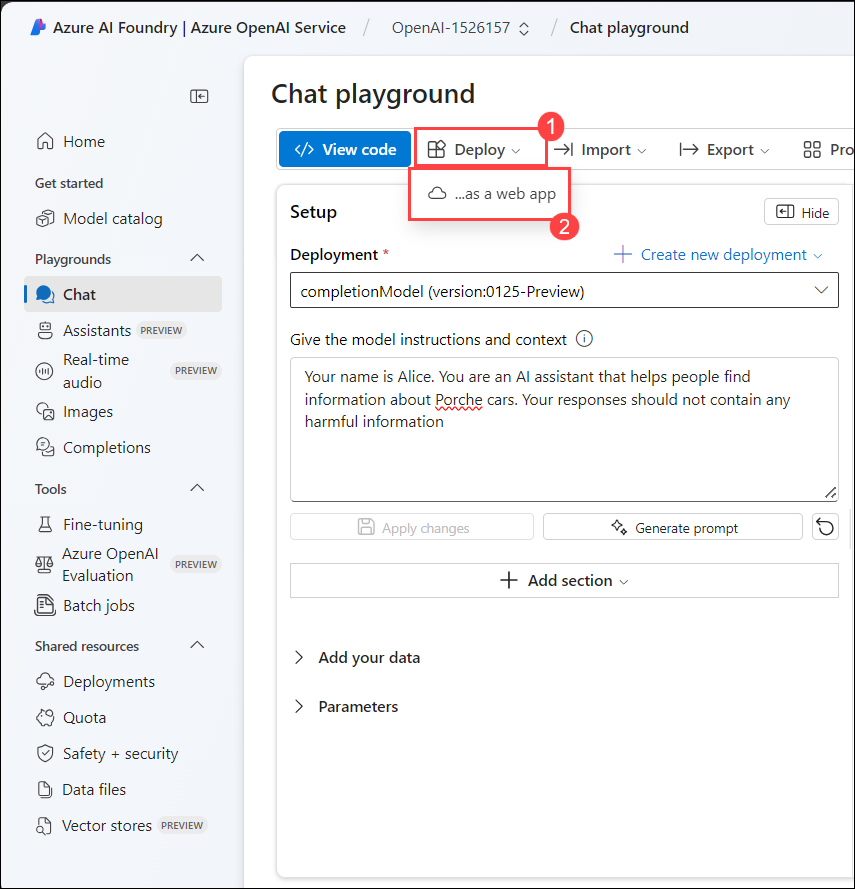 Azure AI Foundry | Azure OpenAI Service / OpenAI-1526157 / Chat playground
Home
Get started
Model catalog
Playgrounds
Chat
Assistants PREVIEW
Real-time
audio
PREVIEW
Images
Completions
Tools
Fine-tuning
Azure OpenAI
Evaluation
PREVIEW
Batch jobs
Shared resources
Deployments
Quota
Safety + security
Data files
Vector stores PREVIEW
Chat playground
</> View code Deploy Import Export Pro
1
...as a web app
2
Setup
Hide
Deployment *
Create new deployment
completionModel (version:0125-Preview)
Give the model instructions and context
Your name is Alice. You are an AI assistant that helps people find
information about Porche cars. Your responses should not contain any
harmful information
Apply changes
Generate prompt
Add section
Add your data
Parameters